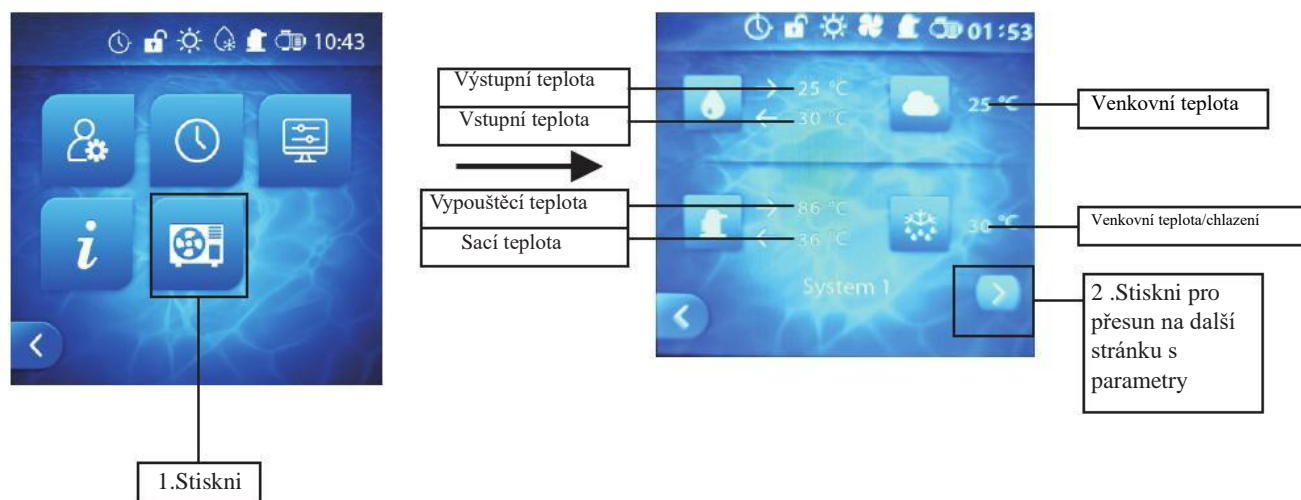 10:43
1.Stiskni
Výstupní teplota
Vstupní teplota
Vypouštěcí teplota
Sací teplota
01:53
25 °C
30 °C
25 °C
86 °C
36 °C
30 °C
System 1
Venkovní teplota
Venkovní teplota/chlazení
2 .Stiskni pro
přesun na další
stránku s
parametry